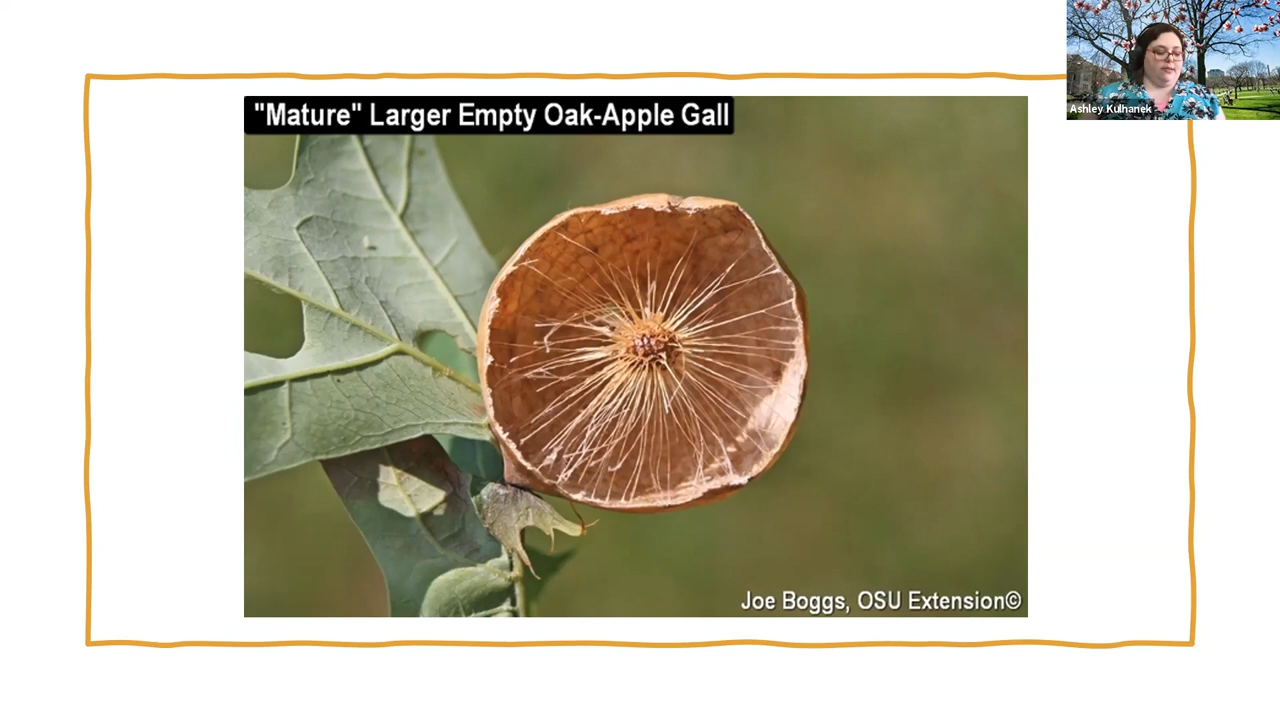 "Mature" Larger Empty Oak-Apple Gall
Ashley Kulhanek
Joe Boggs, OSU Extension©